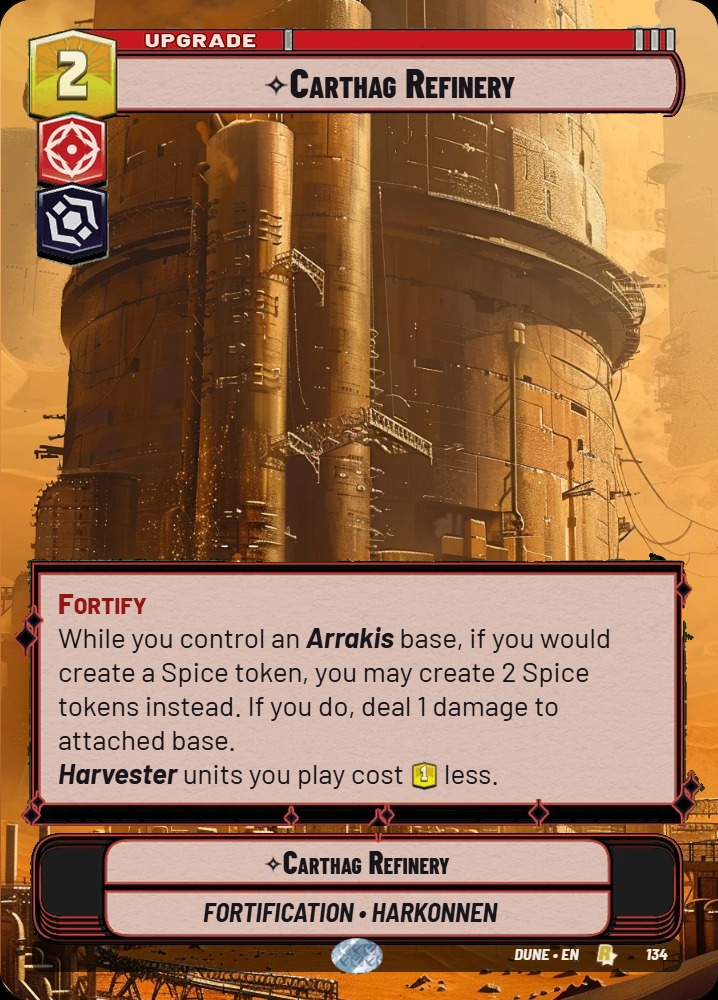 UPGRADE
2
✧CARTHAG REFINERY
FORTIFY
While you control an Arrakis base, if you would
create a Spice token, you may create 2 Spice
tokens instead. If you do, deal 1 damage to
attached base.
Harvester units you play cost 1 less.
✧CARTHAG REFINERY
FORTIFICATION • HARKONNEN
DUNE • EN R 134